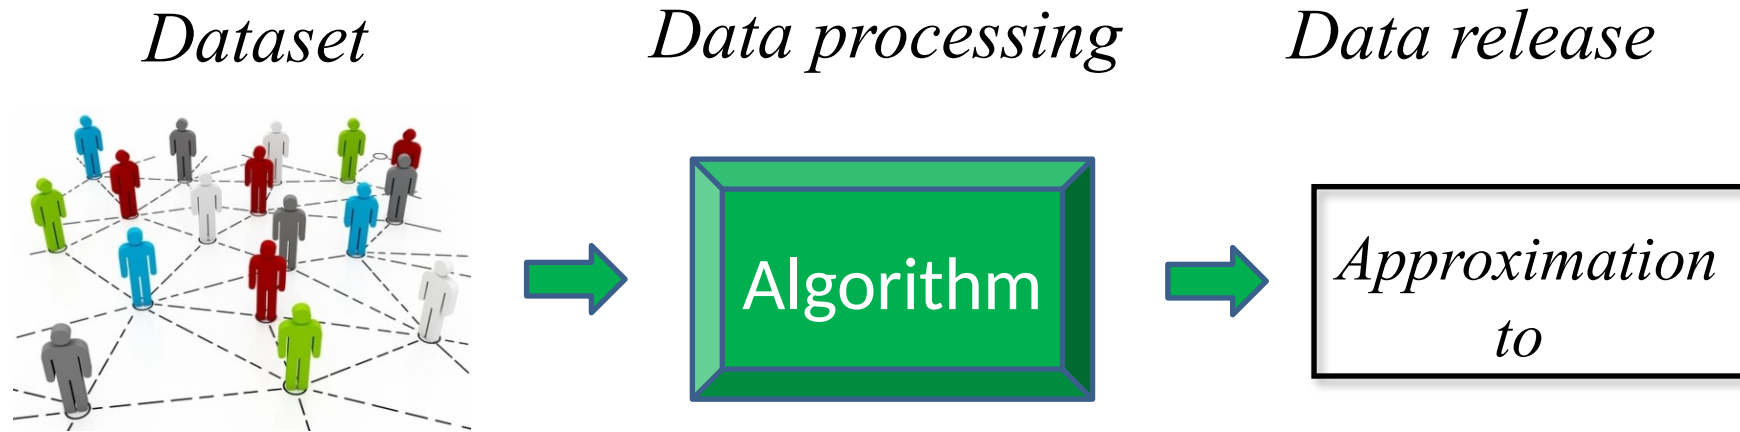 Dataset
Data processing
Data release
Algorithm
Approximation
to